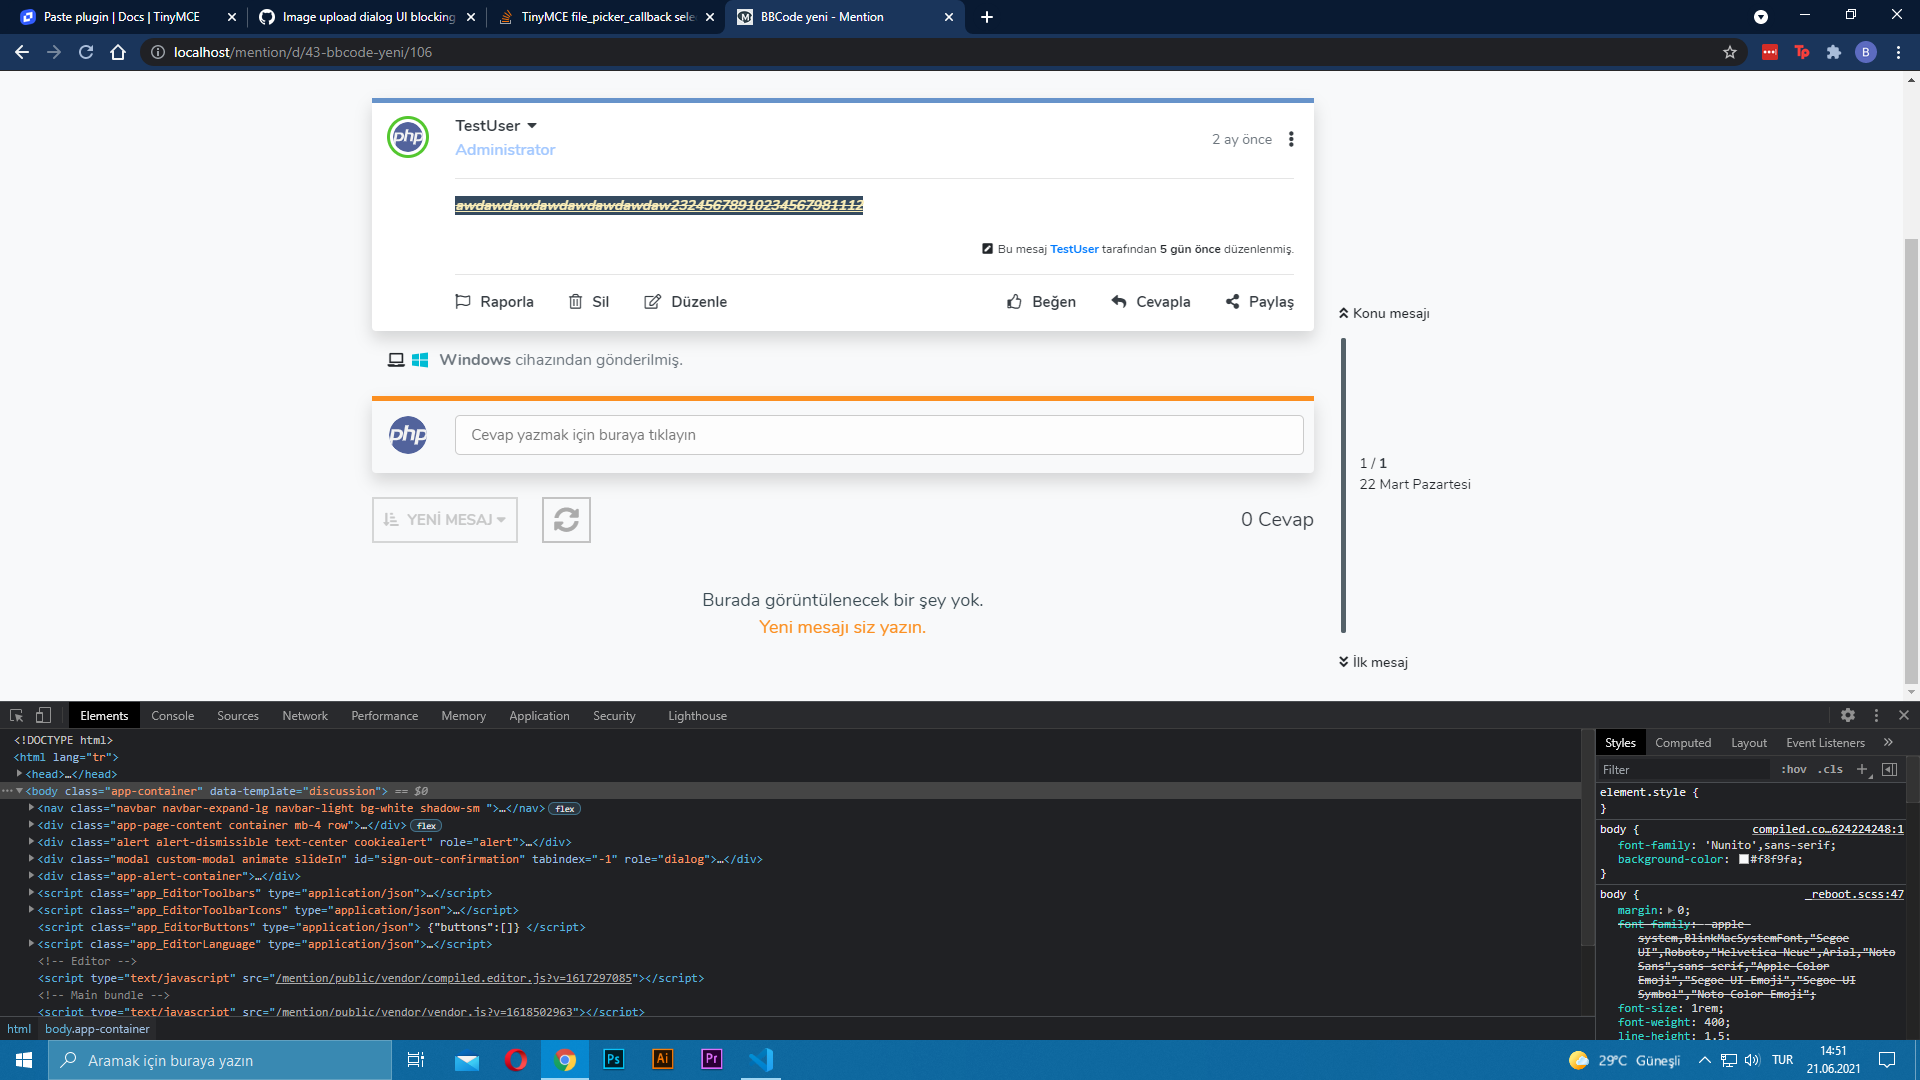 Paste plugin | Docs | TinyMCE
Image upload dialog UI blocking
TinyMCE file_picker_callback sele
BBCode yeni - Mention
localhost/mention/d/43-bbcode-yeni/106
Tp
B
php
TestUser
Administrator
2 ay önce
awdawdawdawdawdawdawdaw23245678910234567981112
Bu mesaj TestUser tarafından 5 gün önce düzenlenmiş.
Raporla
Sil
Düzenle
Beğen
Cevapla
Paylaş
Windows cihazından gönderilmiş.
php
Cevap yazmak için buraya tıklayın
YENİ MESAJ
0 Cevap
Burada görüntülenecek bir şey yok.
Yeni mesajı siz yazın.
Konu mesajı
1 / 1
22 Mart Pazartesi
İlk mesaj
Elements Console Sources Network Performance Memory Application Security Lighthouse
<!DOCTYPE html>
<html lang="tr">
<head>…</head>
<body class="app-container" data-template="discussion"> == $0
<nav class="navbar navbar-expand-lg navbar-light bg-white shadow-sm ">…</nav> flex
<div class="app-page-content container mb-4 row">…</div> flex
<div class="alert alert-dismissible text-center cookiealert" role="alert">…</div>
<div class="modal custom-modal animate slideIn" id="sign-out-confirmation" tabindex="-1" role="dialog">…</div>
<div class="app-alert-container">…</div>
<script class="app_EditorToolbars" type="application/json">…</script>
<script class="app_EditorToolbarIcons" type="application/json">…</script>
<script class="app_EditorButtons" type="application/json"> {"buttons":[]} </script>
<script class="app_EditorLanguage" type="application/json">…</script>
<!-- Editor -->
<script type="text/javascript" src="/mention/public/vendor/compiled.editor.js?v=1617297085"></script>
<!-- Main bundle -->
<script type="text/javascript" src="/mention/public/vendor/vendor.js?v=1618502963"></script>
html body.app-container
Styles Computed Layout Event Listeners »
Filter
:hov .cls +
element.style {
}
body { compiled.co…624224248:1
font-family: 'Nunito',sans-serif;
background-color: #f8f9fa;
}
body { _reboot.scss:47
margin: 0;
font-family: -apple-
system,BlinkMacSystemFont,"Segoe
UI",Roboto,"Helvetica Neue",Arial,"Noto
Sans",sans-serif,"Apple Color
Emoji","Segoe UI Emoji","Segoe UI
Symbol","Noto Color Emoji";
font-size: 1rem;
font-weight: 400;
line-height: 1.5;
Aramak için buraya yazın
Ps
Ai
Pr
29°C Güneşli
TUR
14:51
21.06.2021